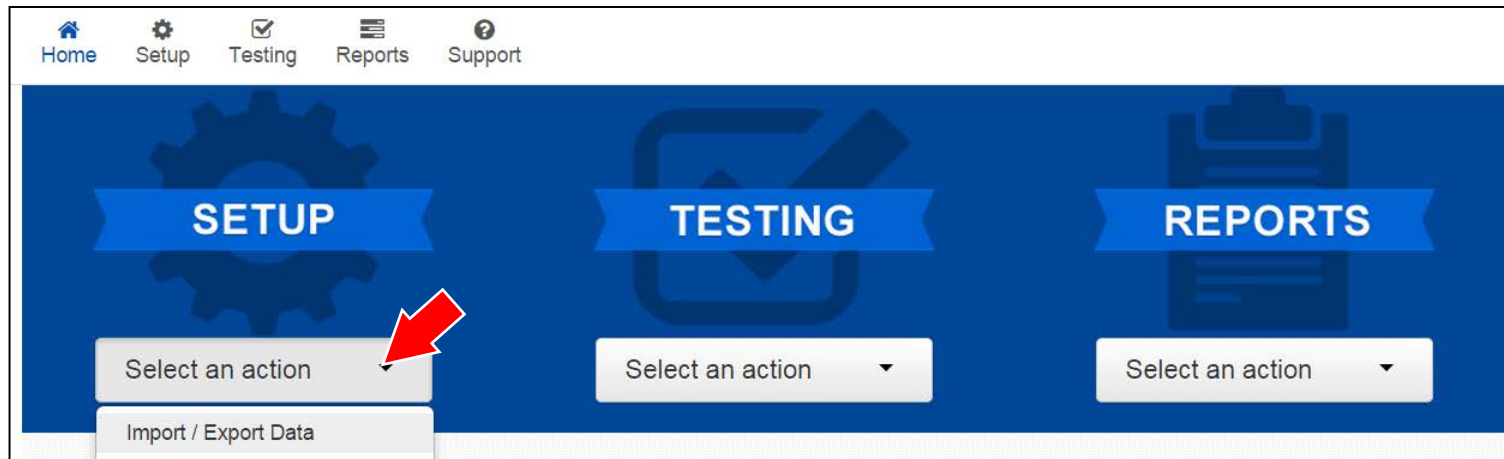 Home Setup Testing Reports Support
SETUP TESTING REPORTS
Select an action Select an action Select an action
Import / Export Data